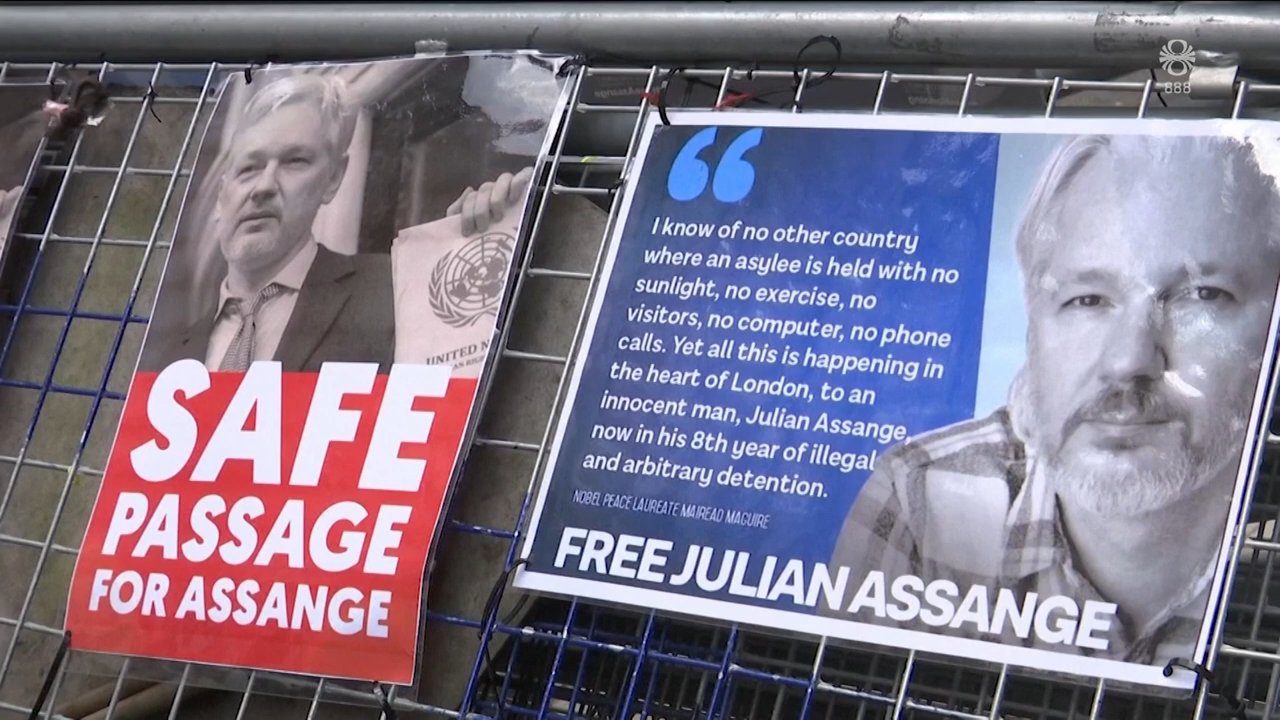 888
UNITED N
SAFE
PASSAGE
FOR ASSANGE
“
I know of no other country
where an asylee is held with no
sunlight, no exercise, no
visitors, no computer, no phone
calls. Yet all this is happening in
the heart of London, to an
innocent man, Julian Assange,
now in his 8th year of illegal
and arbitrary detention.
NOBEL PEACE LAUREATE MAIREAD MAGUIRE
FREE JULIAN ASSANGE